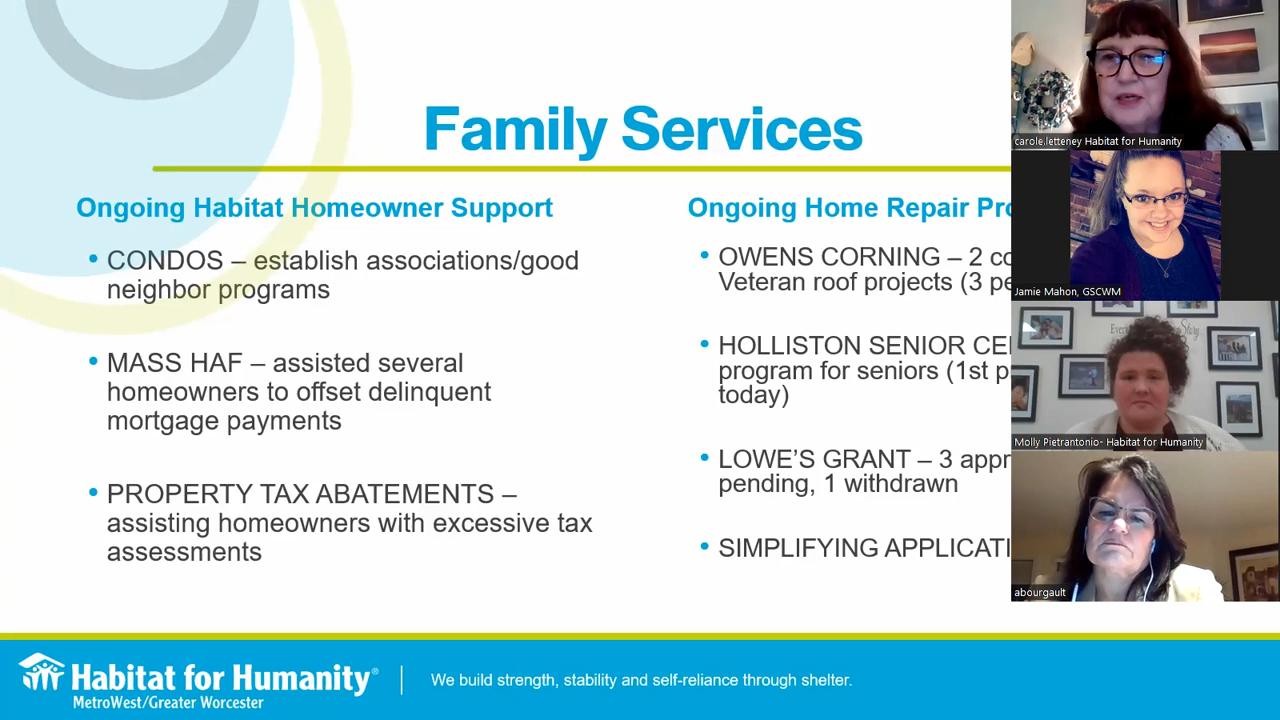 Family Services
Ongoing Habitat Homeowner Support
• CONDOS – establish associations/good
neighbor programs
• MASS HAF – assisted several
homeowners to offset delinquent
mortgage payments
• PROPERTY TAX ABATEMENTS –
assisting homeowners with excessive tax
assessments
Ongoing Home Repair Pro
• OWENS CORNING – 2 co
Veteran roof projects (3 pe
• HOLLISTON SENIOR CE
program for seniors (1st p
today)
• LOWE'S GRANT – 3 appr
pending, 1 withdrawn
• SIMPLIFYING APPLICATI
carole.letteney Habitat for Humanity
Jamie Mahon, GSCWM
Molly Pietrantonio- Habitat for Humanity
abourgault
Habitat for Humanity®
MetroWest/Greater Worcester
We build strength, stability and self-reliance through shelter.